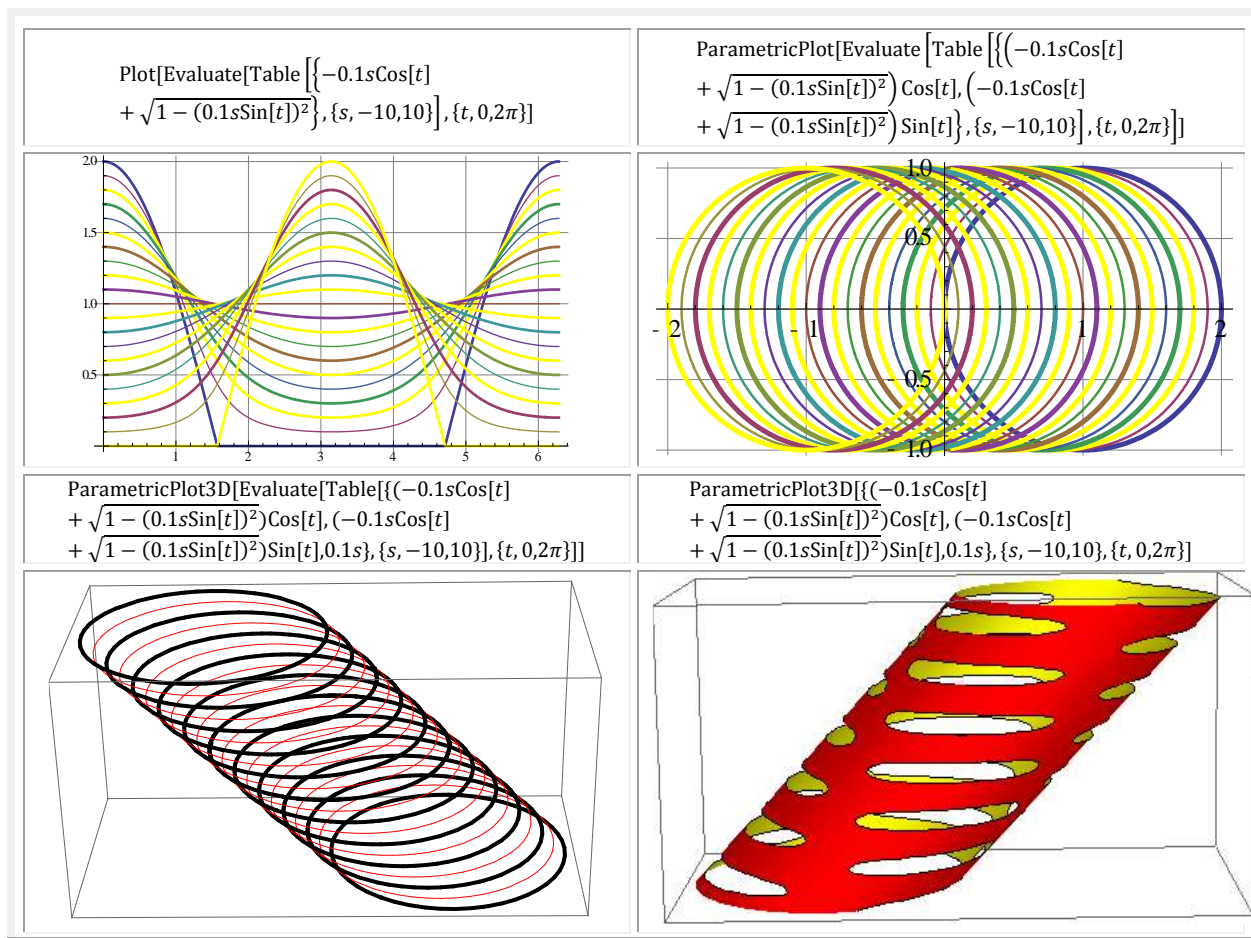 Plot[Evaluate[Table [{−0.1sCos[t]
+ √1 − (0.1sSin[t])²}, {s, −10,10}], {t, 0,2π}]
ParametricPlot[Evaluate [Table [{(−0.1sCos[t]
+ √1 − (0.1sSin[t])²) Cos[t], (−0.1sCos[t]
+ √1 − (0.1sSin[t])²) Sin[t]}, {s, −10,10}], {t, 0,2π}]]
2.0
1.5
1.0
0.5
1 2 3 4 5 6
1.0
0.5
- 2 - 1 1 2
- 0.5
- 1.0
ParametricPlot3D[Evaluate[Table[{(−0.1sCos[t]
+ √1 − (0.1sSin[t])²)Cos[t], (−0.1sCos[t]
+ √1 − (0.1sSin[t])²)Sin[t],0.1s}, {s, −10,10}], {t, 0,2π}]]
ParametricPlot3D[{(−0.1sCos[t]
+ √1 − (0.1sSin[t])²)Cos[t], (−0.1sCos[t]
+ √1 − (0.1sSin[t])²)Sin[t],0.1s}, {s, −10,10}, {t, 0,2π}]